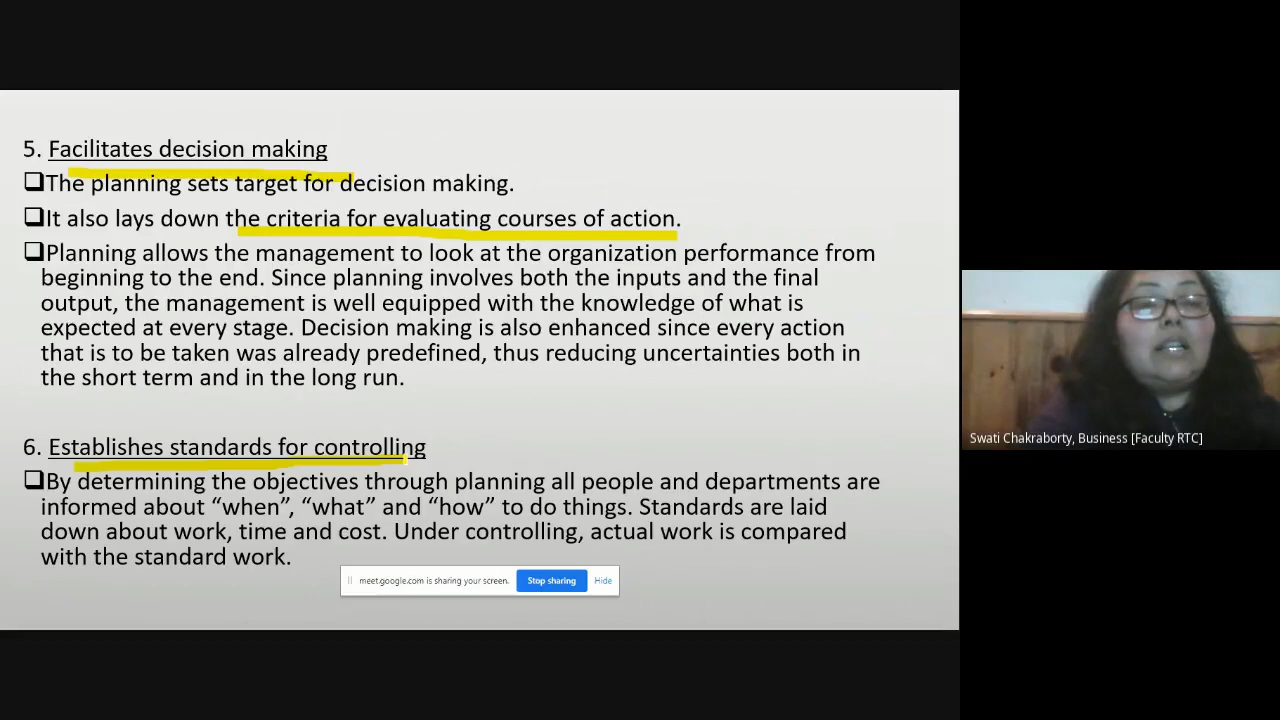 5. Facilitates decision making
❑The planning sets target for decision making.
❑It also lays down the criteria for evaluating courses of action.
❑Planning allows the management to look at the organization performance from
beginning to the end. Since planning involves both the inputs and the final
output, the management is well equipped with the knowledge of what is
expected at every stage. Decision making is also enhanced since every action
that is to be taken was already predefined, thus reducing uncertainties both in
the short term and in the long run.
6. Establishes standards for controlling
❑By determining the objectives through planning all people and departments are
informed about “when”, “what” and “how” to do things. Standards are laid
down about work, time and cost. Under controlling, actual work is compared
with the standard work.
meet.google.com is sharing your screen. Stop sharing Hide
Swati Chakraborty, Business [Faculty RTC]